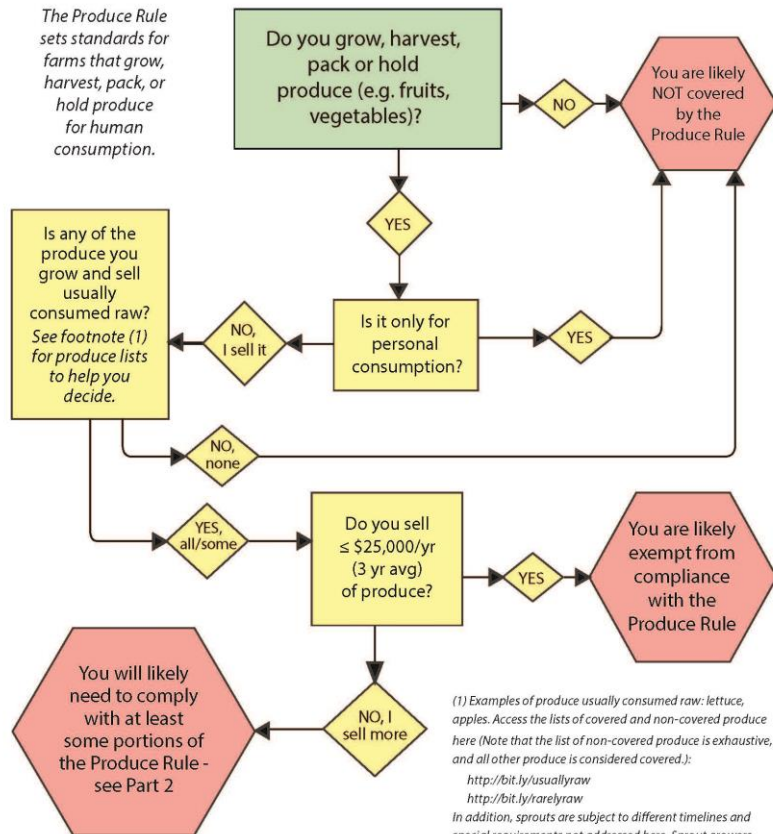 The Produce Rule
sets standards for
farms that grow,
harvest, pack, or
hold produce
for human
consumption.
Do you grow, harvest,
pack or hold
produce (e.g. fruits,
vegetables)?
NO
You are likely
NOT covered
by the
Produce Rule
YES
Is it only for
personal
consumption?
YES
NO,
I sell it
Is any of the
produce you
grow and sell
usually
consumed raw?
See footnote (1)
for produce lists
to help you
decide.
NO,
none
YES,
all/some
Do you sell
≤ $25,000/yr
(3 yr avg)
of produce?
YES
You are likely
exempt from
compliance
with the
Produce Rule
NO, I
sell more
You will likely
need to comply
with at least
some portions of
the Produce Rule -
see Part 2
(1) Examples of produce usually consumed raw: lettuce,
apples. Access the lists of covered and non-covered produce
here (Note that the list of non-covered produce is exhaustive,
and all other produce is considered covered.):
http://bit.ly/usuallyraw
http://bit.ly/rarelyraw
In addition, sprouts are subject to different timelines and